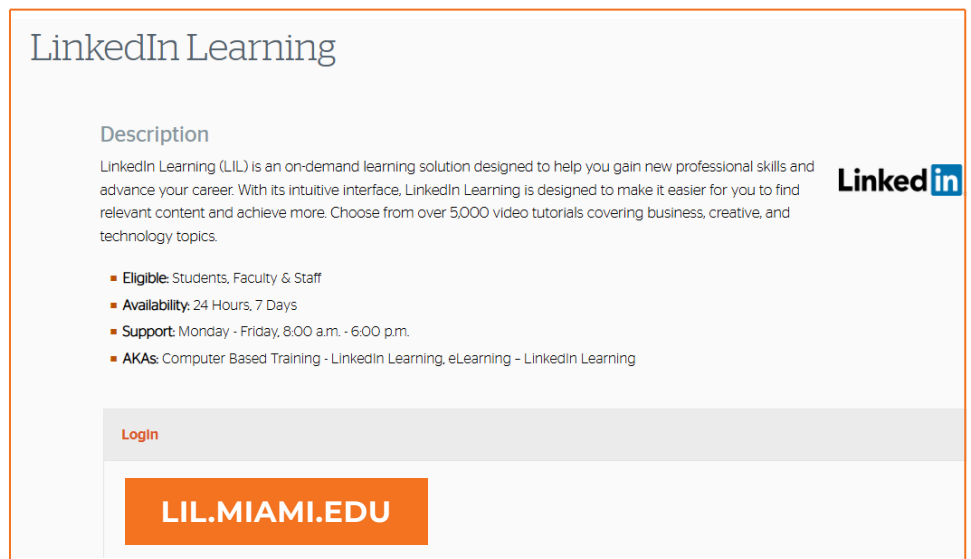 LinkedIn Learning
Description
LinkedIn Learning (LIL) is an on-demand learning solution designed to help you gain new professional skills and
advance your career. With its intuitive interface, LinkedIn Learning is designed to make it easier for you to find
relevant content and achieve more. Choose from over 5,000 video tutorials covering business, creative, and
technology topics.
Linked in
Eligible: Students, Faculty & Staff
Availability: 24 Hours, 7 Days
Support: Monday - Friday, 8:00 a.m. - 6:00 p.m.
AKAs: Computer Based Training - LinkedIn Learning, eLearning – LinkedIn Learning
Login
LIL.MIAMI.EDU